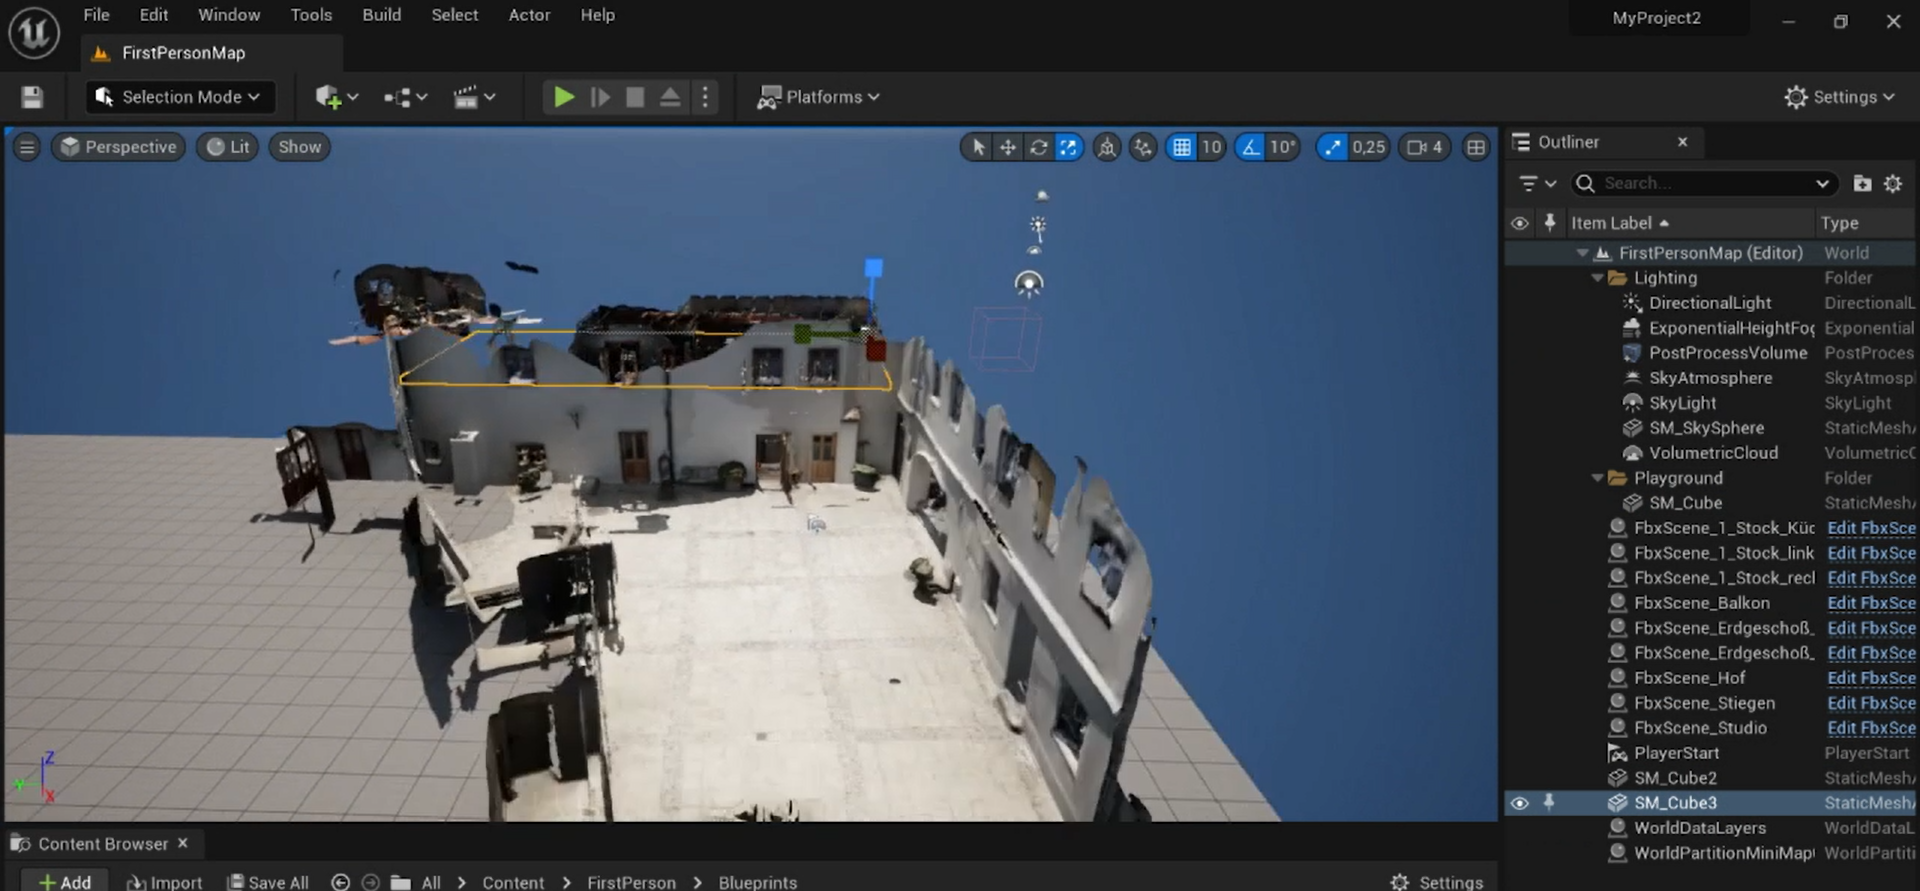 File Edit Window Tools Build Select Actor Help
MyProject2
FirstPersonMap
Selection Mode
Platforms
Settings
Perspective Lit Show
10 10° 0,25 4
Outliner
Search...
Item Label Type
FirstPersonMap (Editor) World
Lighting Folder
DirectionalLight DirectionalL
ExponentialHeightFog Exponential
PostProcessVolume PostProces
SkyAtmosphere SkyAtmosp
SkyLight SkyLight
SM_SkySphere StaticMesh
VolumetricCloud VolumetricC
Playground Folder
SM_Cube StaticMesh
FbxScene_1_Stock_Küc Edit FbxSce
FbxScene_1_Stock_link Edit FbxSce
FbxScene_1_Stock_recl Edit FbxSce
FbxScene_Balkon Edit FbxSce
FbxScene_Erdgeschoß_ Edit FbxSce
FbxScene_Erdgeschoß_ Edit FbxSce
FbxScene_Hof Edit FbxSce
FbxScene_Stiegen Edit FbxSce
FbxScene_Studio Edit FbxSce
PlayerStart PlayerStart
SM_Cube2 StaticMesh
SM_Cube3 StaticMesh
WorldDataLayers WorldDataL
WorldPartitionMiniMap WorldPartiti
Z
Y
X
Content Browser
Add Import Save All All > Content > FirstPerson > Blueprints
Settings